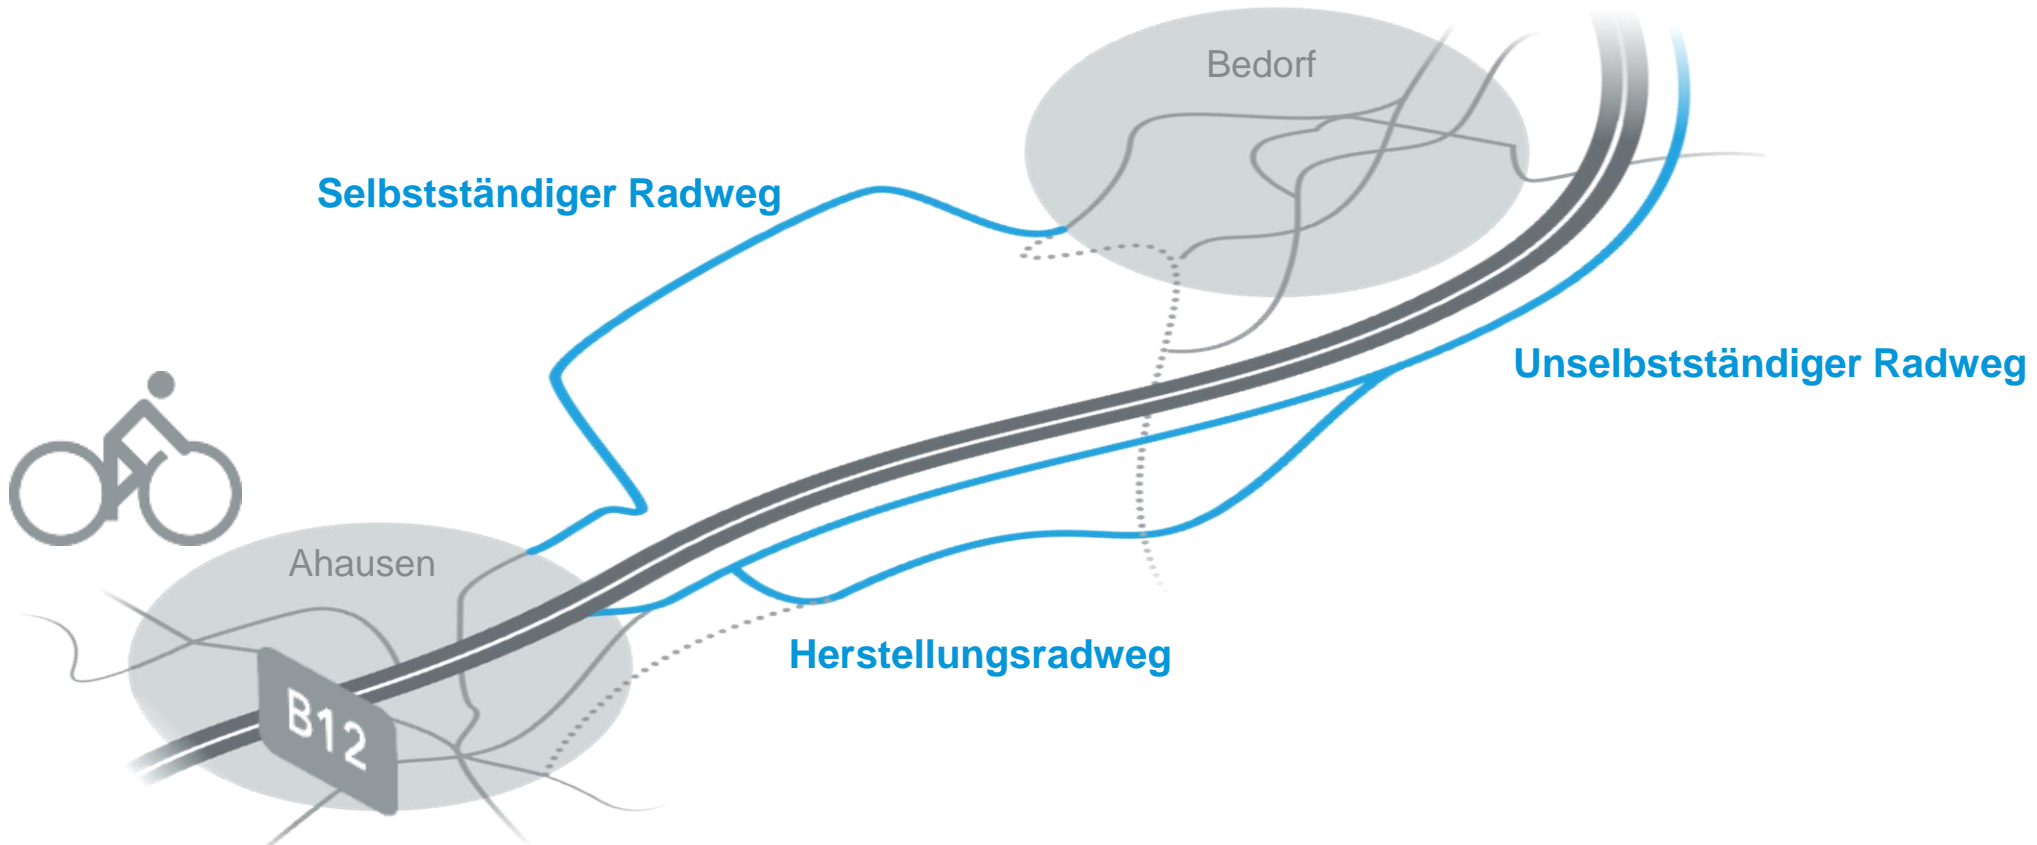 Bedorf
Selbstständiger Radweg
Unselbstständiger Radweg
Ahausen
Herstellungsradweg
B12